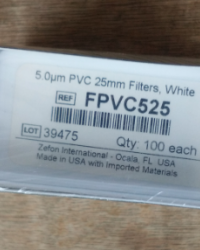 5.0µm PVC 25mm Filters, White
REF FPVC525
LOT 39475 Qty. 100 each
Zefon International - Ocala, FL USA
Made in USA with Imported Materials